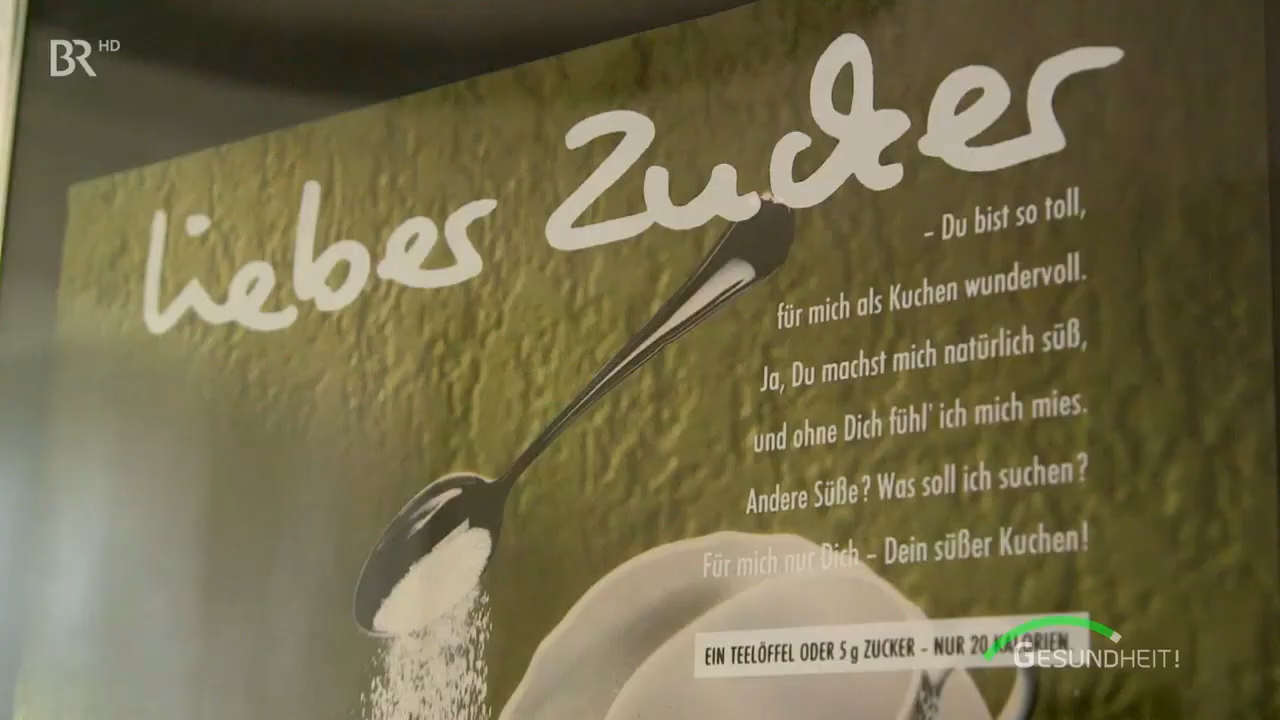 BR HD
lieber Zucker
– Du bist so toll,
für mich als Kuchen wundervoll.
Ja, Du machst mich natürlich süß,
und ohne Dich fühl' ich mich mies.
Andere Süße? Was soll ich suchen?
Für mich nur Dich – Dein süßer Kuchen!
EIN TEELÖFFEL ODER 5 g ZUCKER – NUR 20 KALORIEN
GESUNDHEIT!